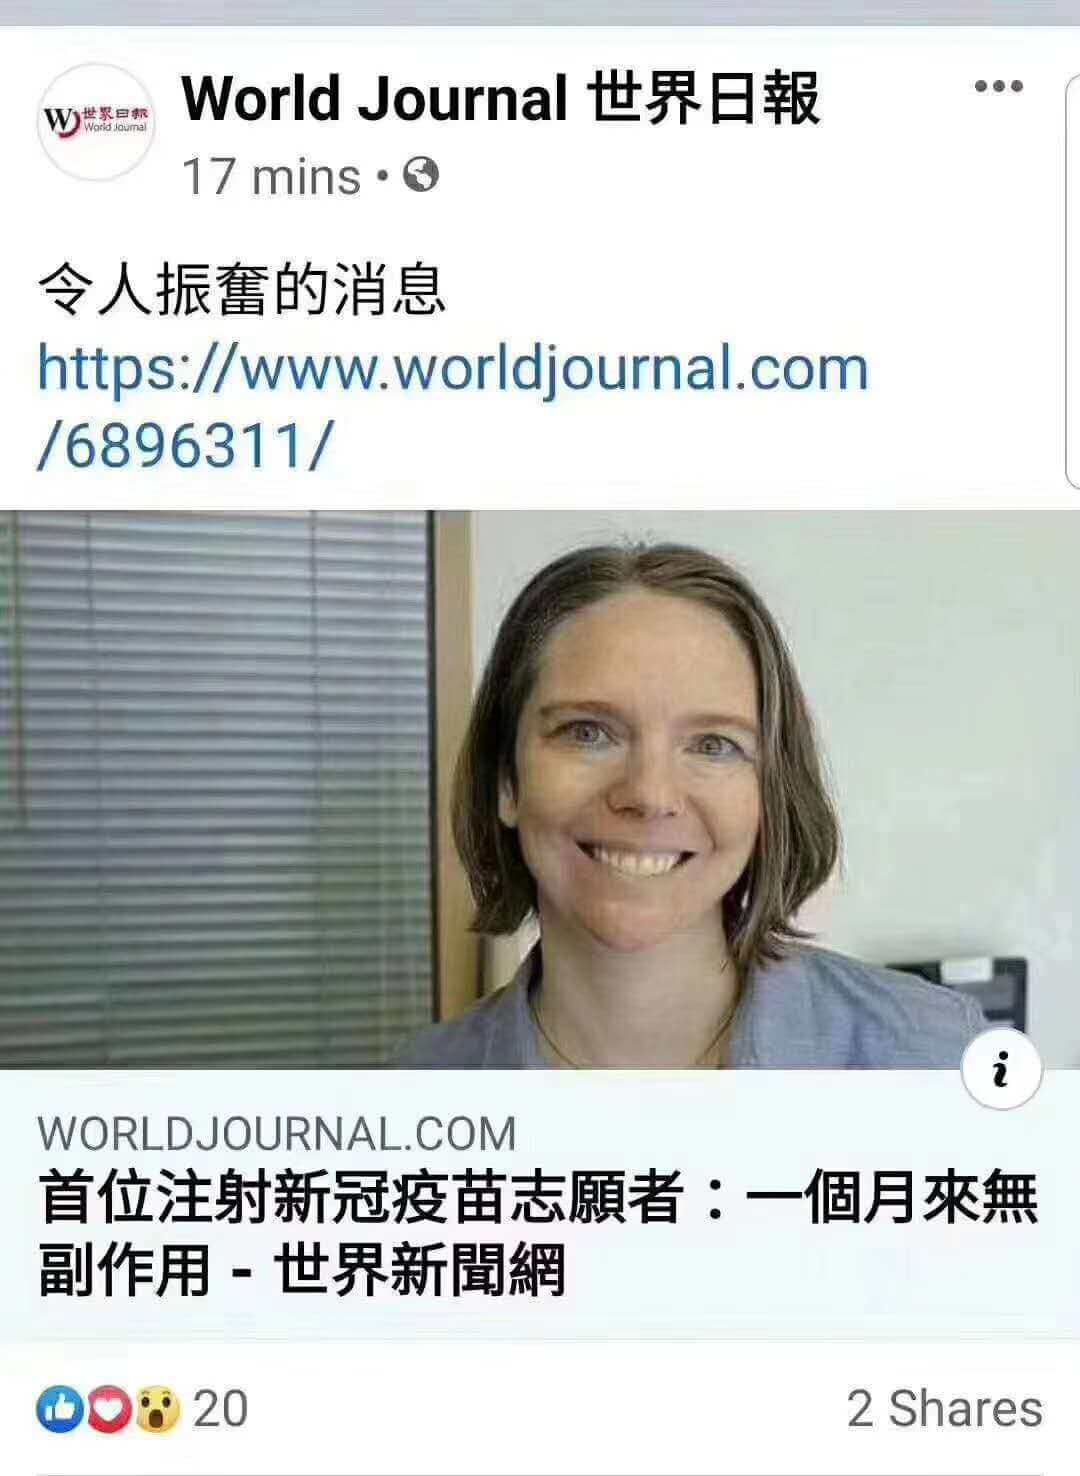 W 世界日報
World Journal
World Journal 世界日報
17 mins
令人振奮的消息
https://www.worldjournal.com
/6896311/
i
WORLDJOURNAL.COM
首位注射新冠疫苗志願者：一個月來無
副作用 - 世界新聞網
20
2 Shares